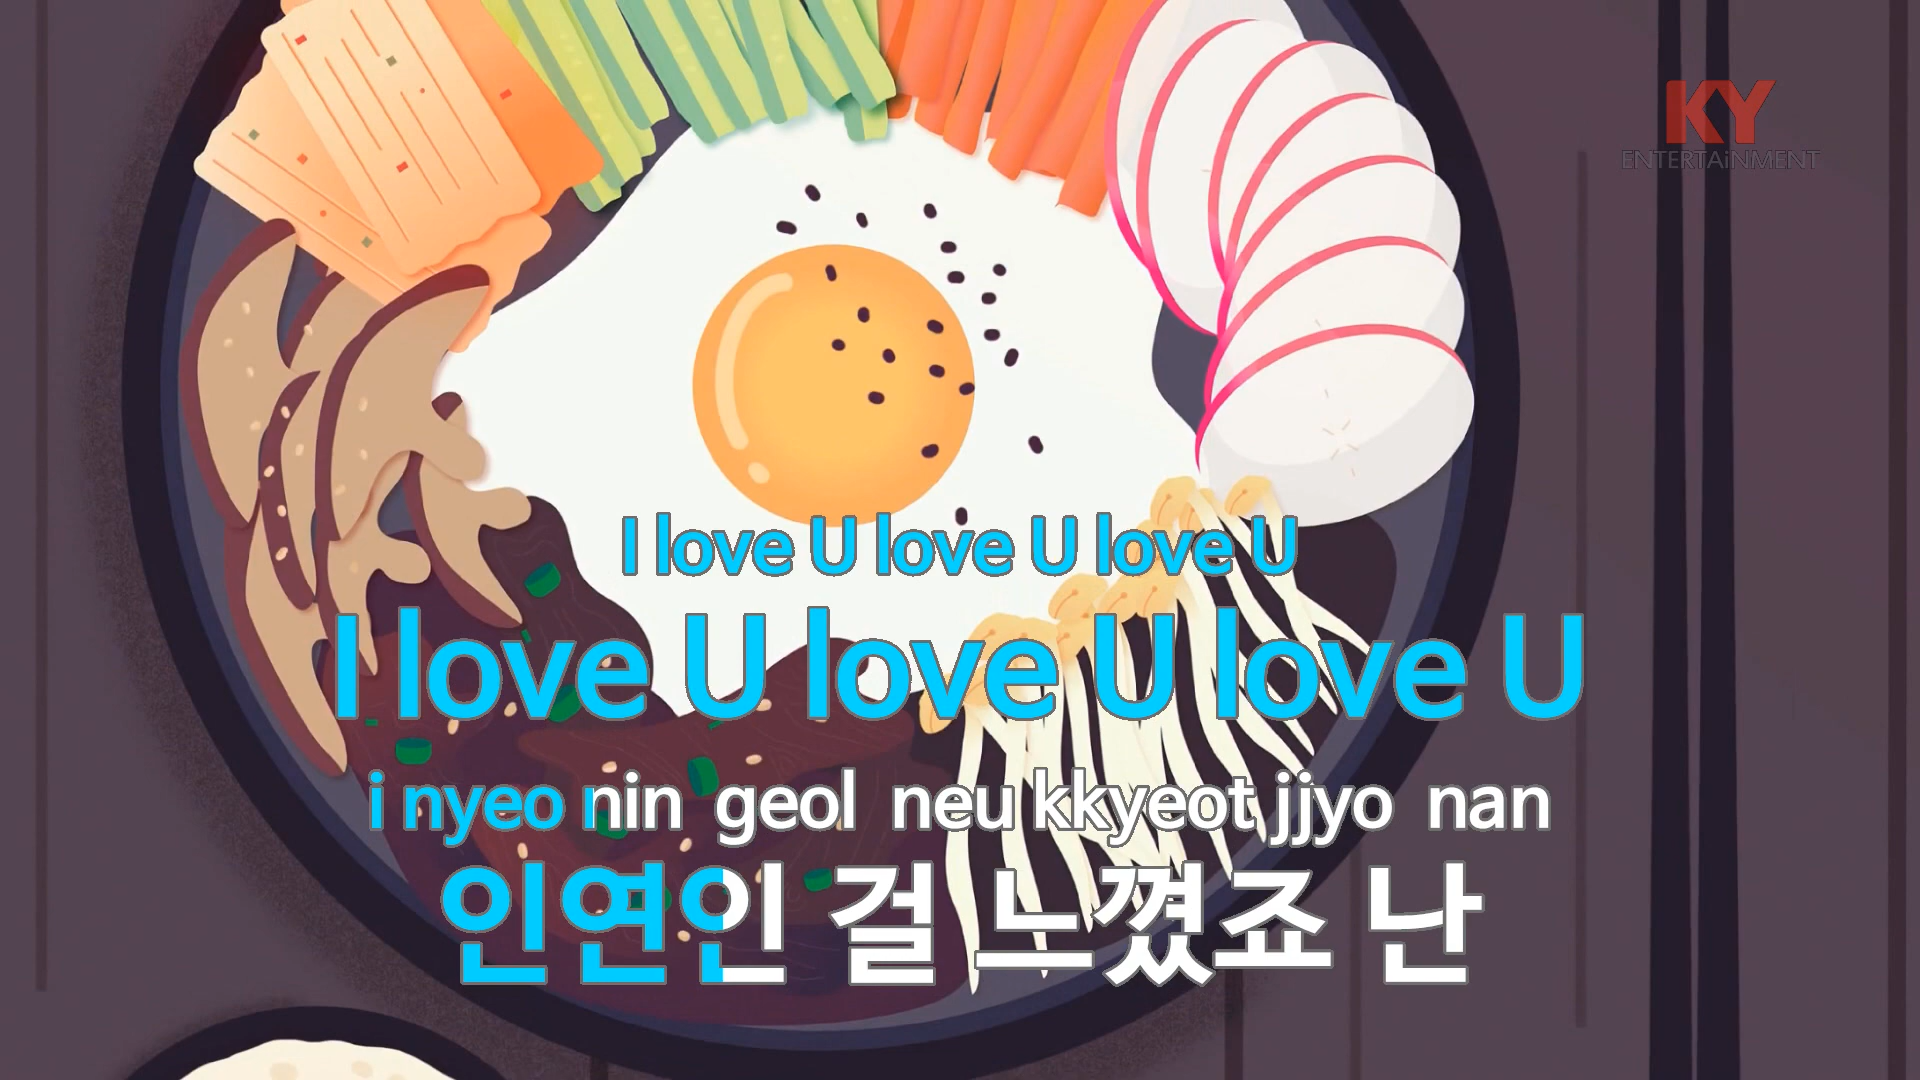 KY
ENTERTAiNMENT
I love U love U love U
I love U love U love U
i nyeo nin geol neu kkyeot jjyo nan
인연인 걸 느꼈죠 난